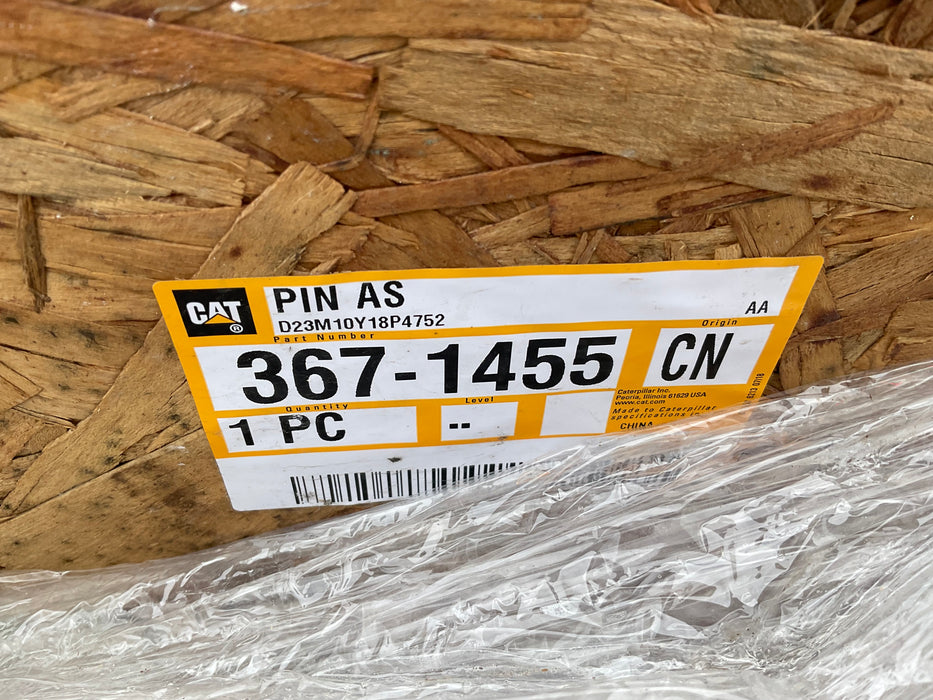 CAT
®
PIN AS
D23M10Y18P4752
AA
Part Number
Origin
367-1455
CN
Quantity
Level
1 PC
--
Caterpillar Inc.
Peoria, Illinois 61629 USA
www.cat.com
Made to Caterpillar
specifications in
CHINA